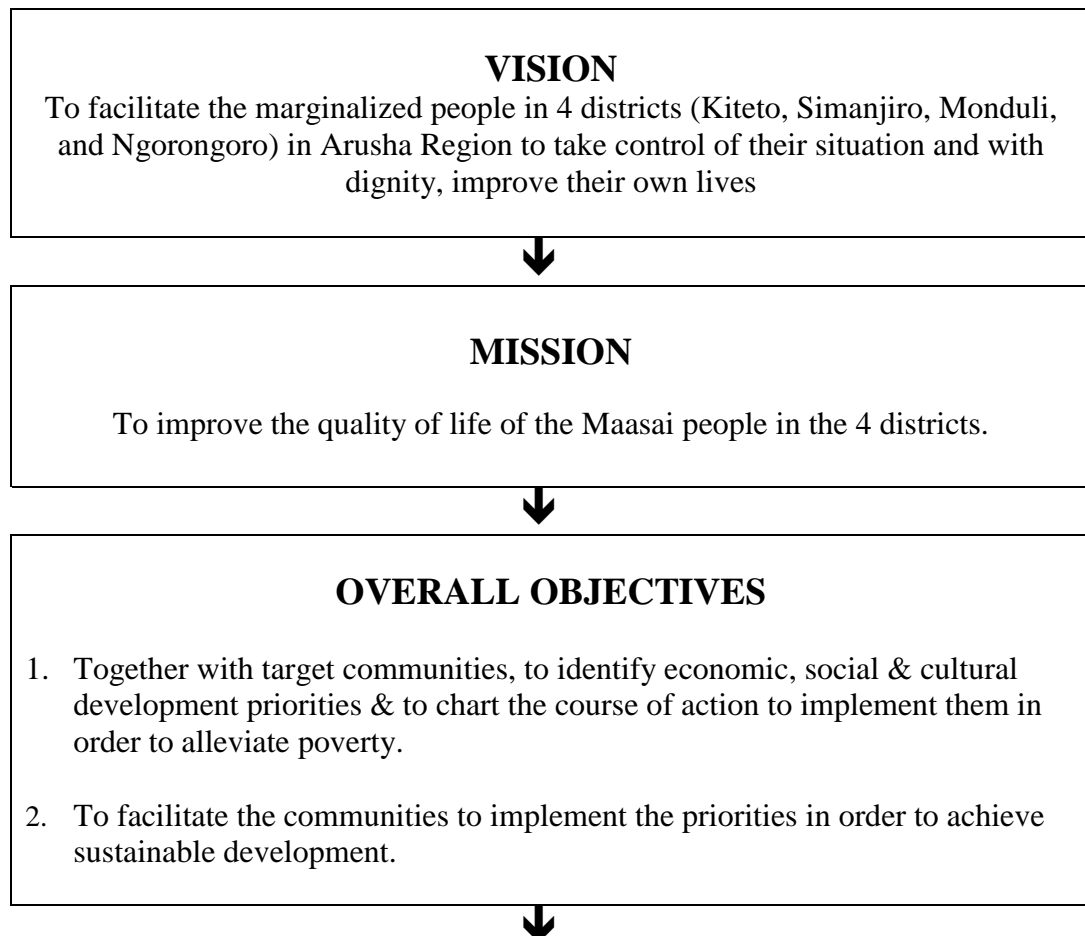 VISION
To facilitate the marginalized people in 4 districts (Kiteto, Simanjiro, Monduli,
and Ngorongoro) in Arusha Region to take control of their situation and with
dignity, improve their own lives
MISSION
To improve the quality of life of the Maasai people in the 4 districts.
OVERALL OBJECTIVES
1. Together with target communities, to identify economic, social & cultural
development priorities & to chart the course of action to implement them in
order to alleviate poverty.
2. To facilitate the communities to implement the priorities in order to achieve
sustainable development.